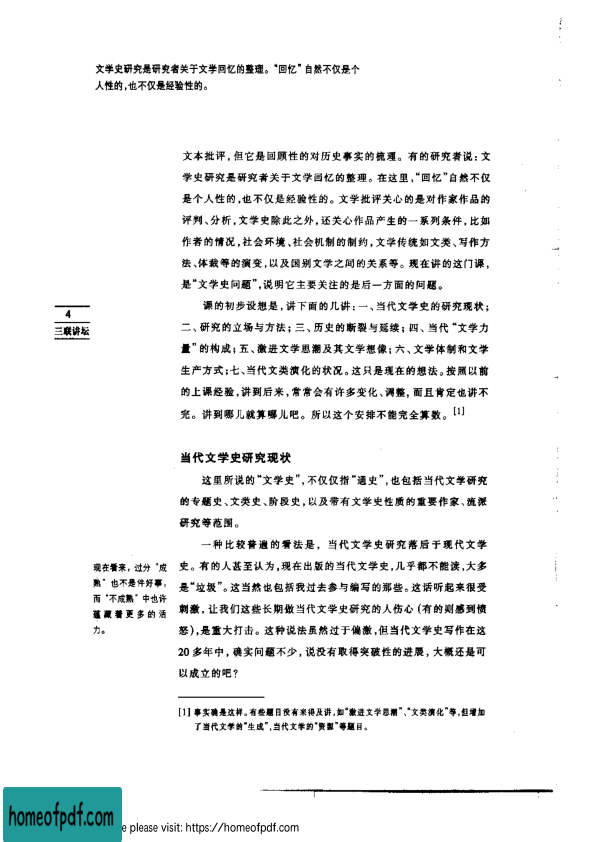 文学史研究是研究者关于文学回忆的整理。“回忆”自然不仅是个
人性的,也不仅是经验性的。
文本批评,但它是回顾性的对历史事实的梳理。有的研究者说:文
学史研究是研究者关于文学回忆的整理。在这里,“回忆”自然不仅
是个人性的,也不仅是经验性的。文学批评关心的是对作家作品的
评判、分析,文学史除此之外,还关心作品产生的一系列条件,比如
作者的情况,社会环境、社会机制的制约,文学传统如文类、写作方
法、体裁等的演变,以及国别文学之间的关系等。现在讲的这门课,
是“文学史问题”,说明它主要关注的是后一方面的问题。
课的初步设想是,讲下面的几讲:一、当代文学史的研究现状;
二、研究的立场与方法;三、历史的断裂与延续;四、当代“文学力
量”的构成;五、激进文学思潮及其文学想像;六、文学体制和文学
生产方式;七、当代文类演化的状况。这只是现在的想法。按照以前
的上课经验,讲到后来,常常会有许多变化、调整,而且肯定也讲不
完。讲到哪儿就算哪儿吧。所以这个安排不能完全算数。[1]
4
三联讲坛
当代文学史研究现状
这里所说的“文学史”,不仅仅指“通史”,也包括当代文学研究
的专题史、文类史、阶段史,以及带有文学史性质的重要作家、流派
研究等范围。
一种比较普遍的看法是,当代文学史研究落后于现代文学
史。有的人甚至认为,现在出版的当代文学史,几乎都不能读,大多
是“垃圾”。这当然也包括我过去参与编写的那些。这话听起来很受
刺激,让我们这些长期做当代文学史研究的人伤心(有的则感到愤
怒),是重大打击。这种说法虽然过于偏激,但当代文学史写作在这
20多年中,确实问题不少,说没有取得突破性的进展,大概还是可
以成立的吧?
现在看来,过分“成
熟”也不是件好事,
而“不成熟”中也许
蕴藏着更多的活
力。
[1] 事实确是这样。有些题目没有来得及讲,如“激进文学思潮”、“文类演化”等,但增加
了当代文学的“生成”,当代文学的“资源”等题目。
homeofpdf.com
e please visit: https://homeofpdf.com